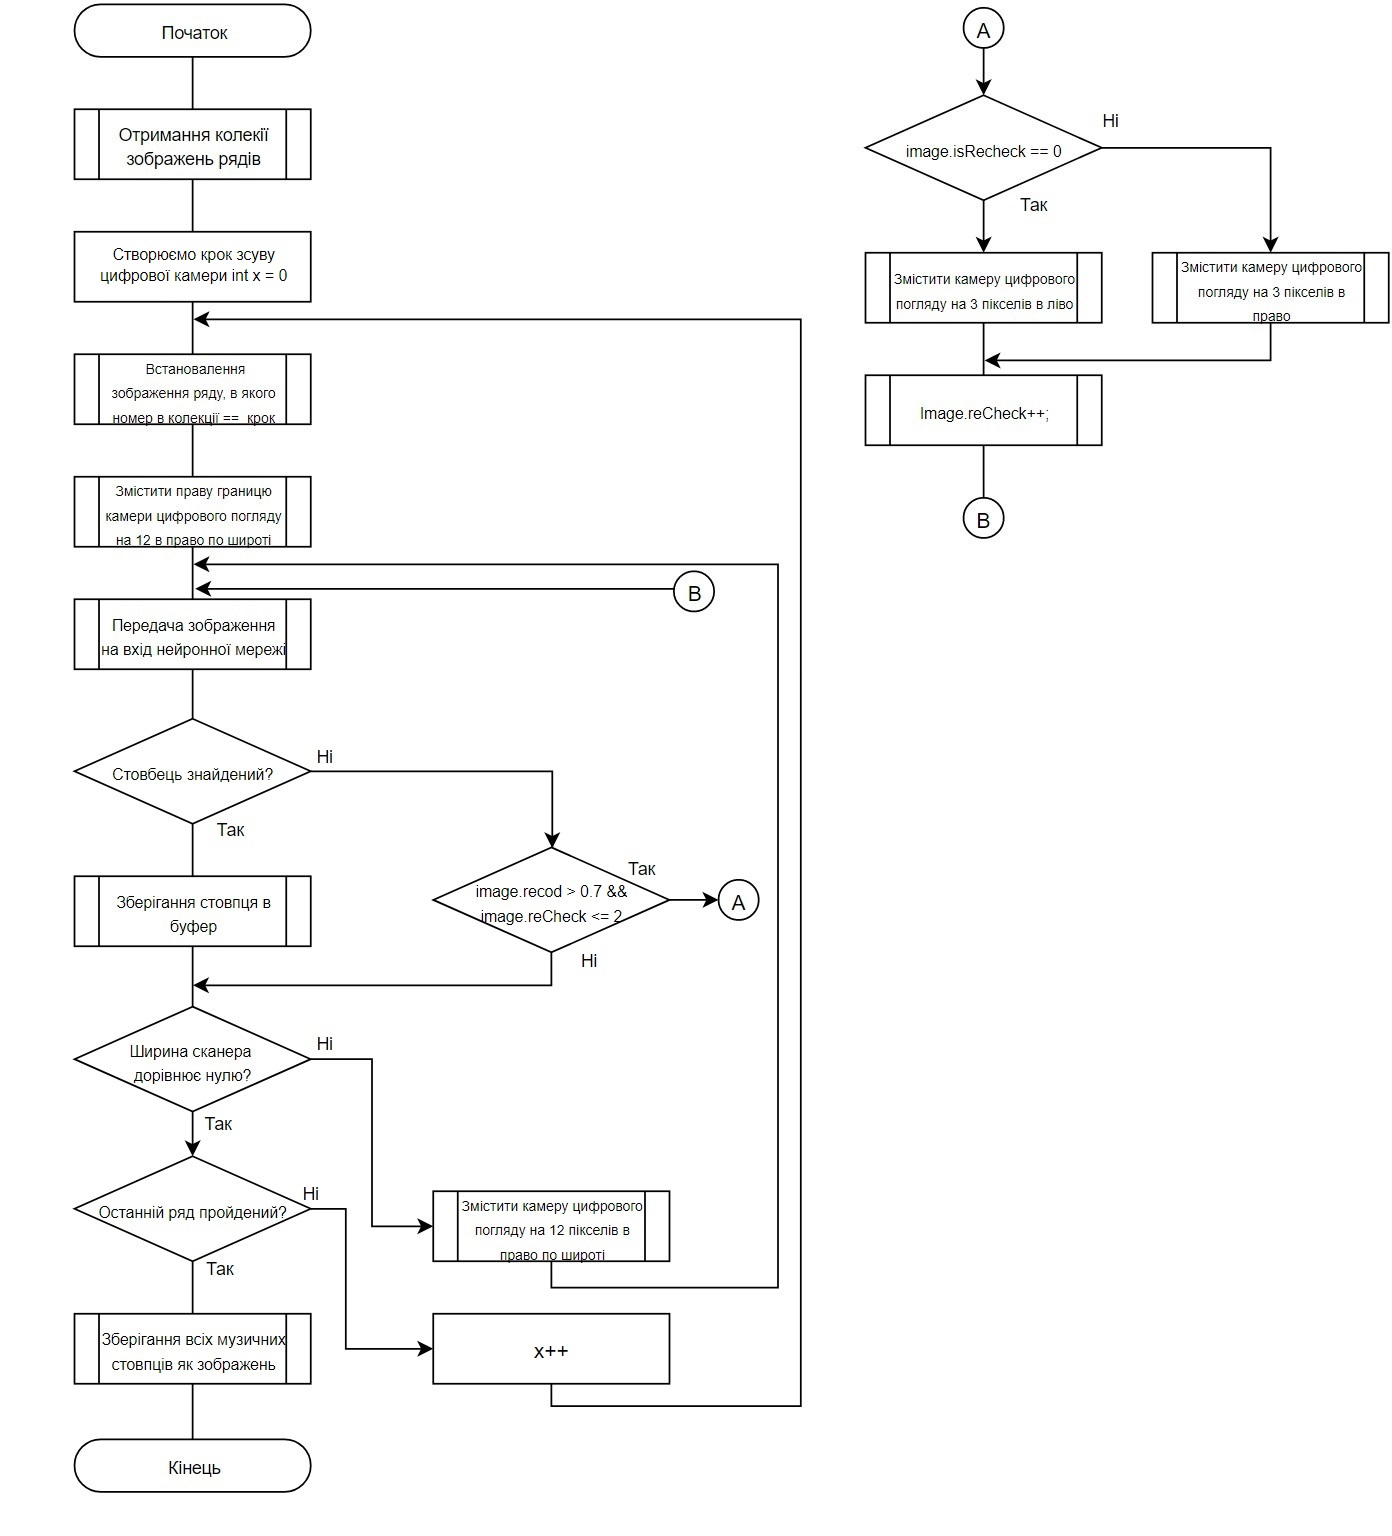 Початок
Отримання колекії
зображень рядів
Створюємо крок зсуву
цифрової камери int x = 0
Встановалення
зображення ряду, в якого
номер в колекції == крок
Змістити праву границю
камери цифрового погляду
на 12 в право по широті
B
Передача зображення
на вхід нейронної мережі
Стовбець знайдений?
Ні
Так
image.recod > 0.7 &&
image.reCheck <= 2
Так
A
Ні
Зберігання стовпця в
буфер
Ширина сканера
дорівнює нулю?
Ні
Так
Останній ряд пройдений?
Ні
Так
Змістити камеру цифрового
погляду на 12 пікселів в
право по широті
x++
Зберігання всіх музичних
стовпців як зображень
Кінець
A
image.isRecheck == 0
Ні
Так
Змістити камеру цифрового
погляду на 3 пікселів в ліво
Змістити камеру цифрового
погляду на 3 пікселів в
право
Image.reCheck++;
B